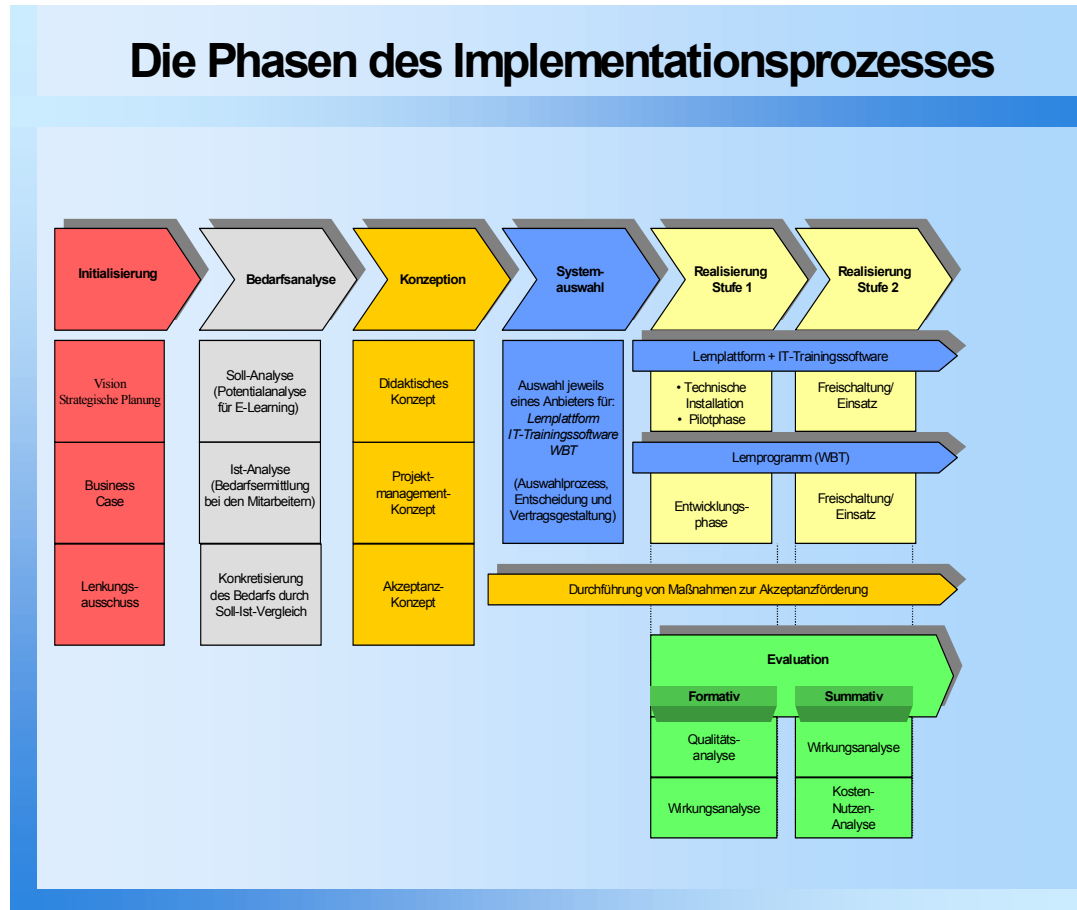 Die Phasen des Implementationsprozesses
Initialisierung
Bedarfsanalyse
Konzeption
System-
auswahl
Realisierung
Stufe 1
Realisierung
Stufe 2
Vision
Strategische Planung
Business
Case
Lenkungs-
ausschuss
Soll-Analyse
(Potentialanalyse
für E-Learning)
Ist-Analyse
(Bedarfsermittlung
bei den Mitarbeitern)
Konkretisierung
des Bedarfs durch
Soll-Ist-Vergleich
Didaktisches
Konzept
Projekt-
management-
Konzept
Akzeptanz-
Konzept
Auswahl jeweils
eines Anbieters für:
Lernplattform
IT-Trainingssoftware
WBT
(Auswahlprozess,
Entscheidung und
Vertragsgestaltung)
Lernplattform + IT-Trainingssoftware
• Technische
Installation
• Pilotphase
Freischaltung/
Einsatz
Lernprogramm (WBT)
Entwicklungs-
phase
Freischaltung/
Einsatz
Durchführung von Maßnahmen zur Akzeptanzförderung
Evaluation
Formativ
Summativ
Qualitäts-
analyse
Wirkungsanalyse
Wirkungsanalyse
Kosten-
Nutzen-
Analyse